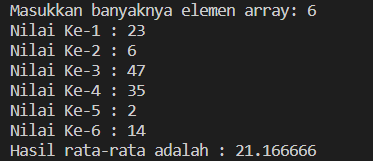 Masukkan banyaknya elemen array: 6
Nilai Ke-1 : 23
Nilai Ke-2 : 6
Nilai Ke-3 : 47
Nilai Ke-4 : 35
Nilai Ke-5 : 2
Nilai Ke-6 : 14
Hasil rata-rata adalah : 21.166666